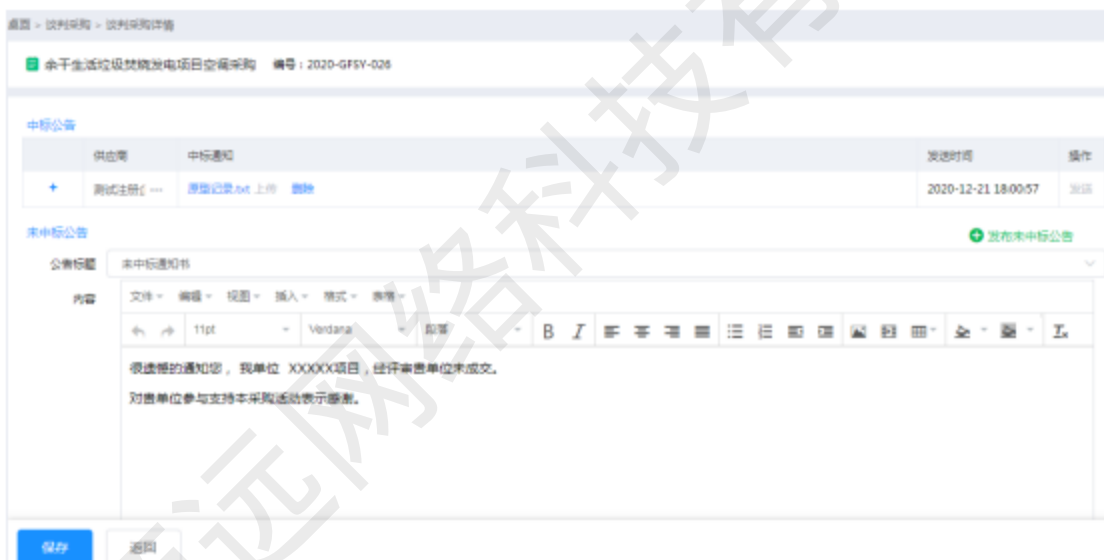 桌面 > 谈判采购 > 谈判采购详情
余干生活垃圾焚烧发电项目空调采购 编号：2020-GFSY-026
中标公告
供应商 中标通知 发送时间 操作
+ 测试注册 ... 原型记录.txt 上传 删除 2020-12-21 18:00:57 发送
未中标公告 发布未中标公告
公告标题 未中标通知书
内容 文件 编辑 视图 插入 格式 表格
11pt Verdana 段落 B I
很遗憾的通知您， 我单位 XXXXX项目，经评审贵单位未成交。
对贵单位参与支持本采购活动表示感谢。
保存 返回
远网络科技有